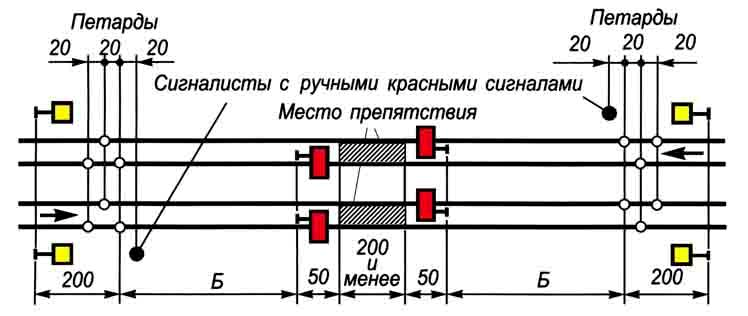 Петарды
Петарды
20 20 20
20 20 20
Сигналисты с ручными красными сигналами
Место препятствия
200 Б 50 200 и менее 50 Б 200